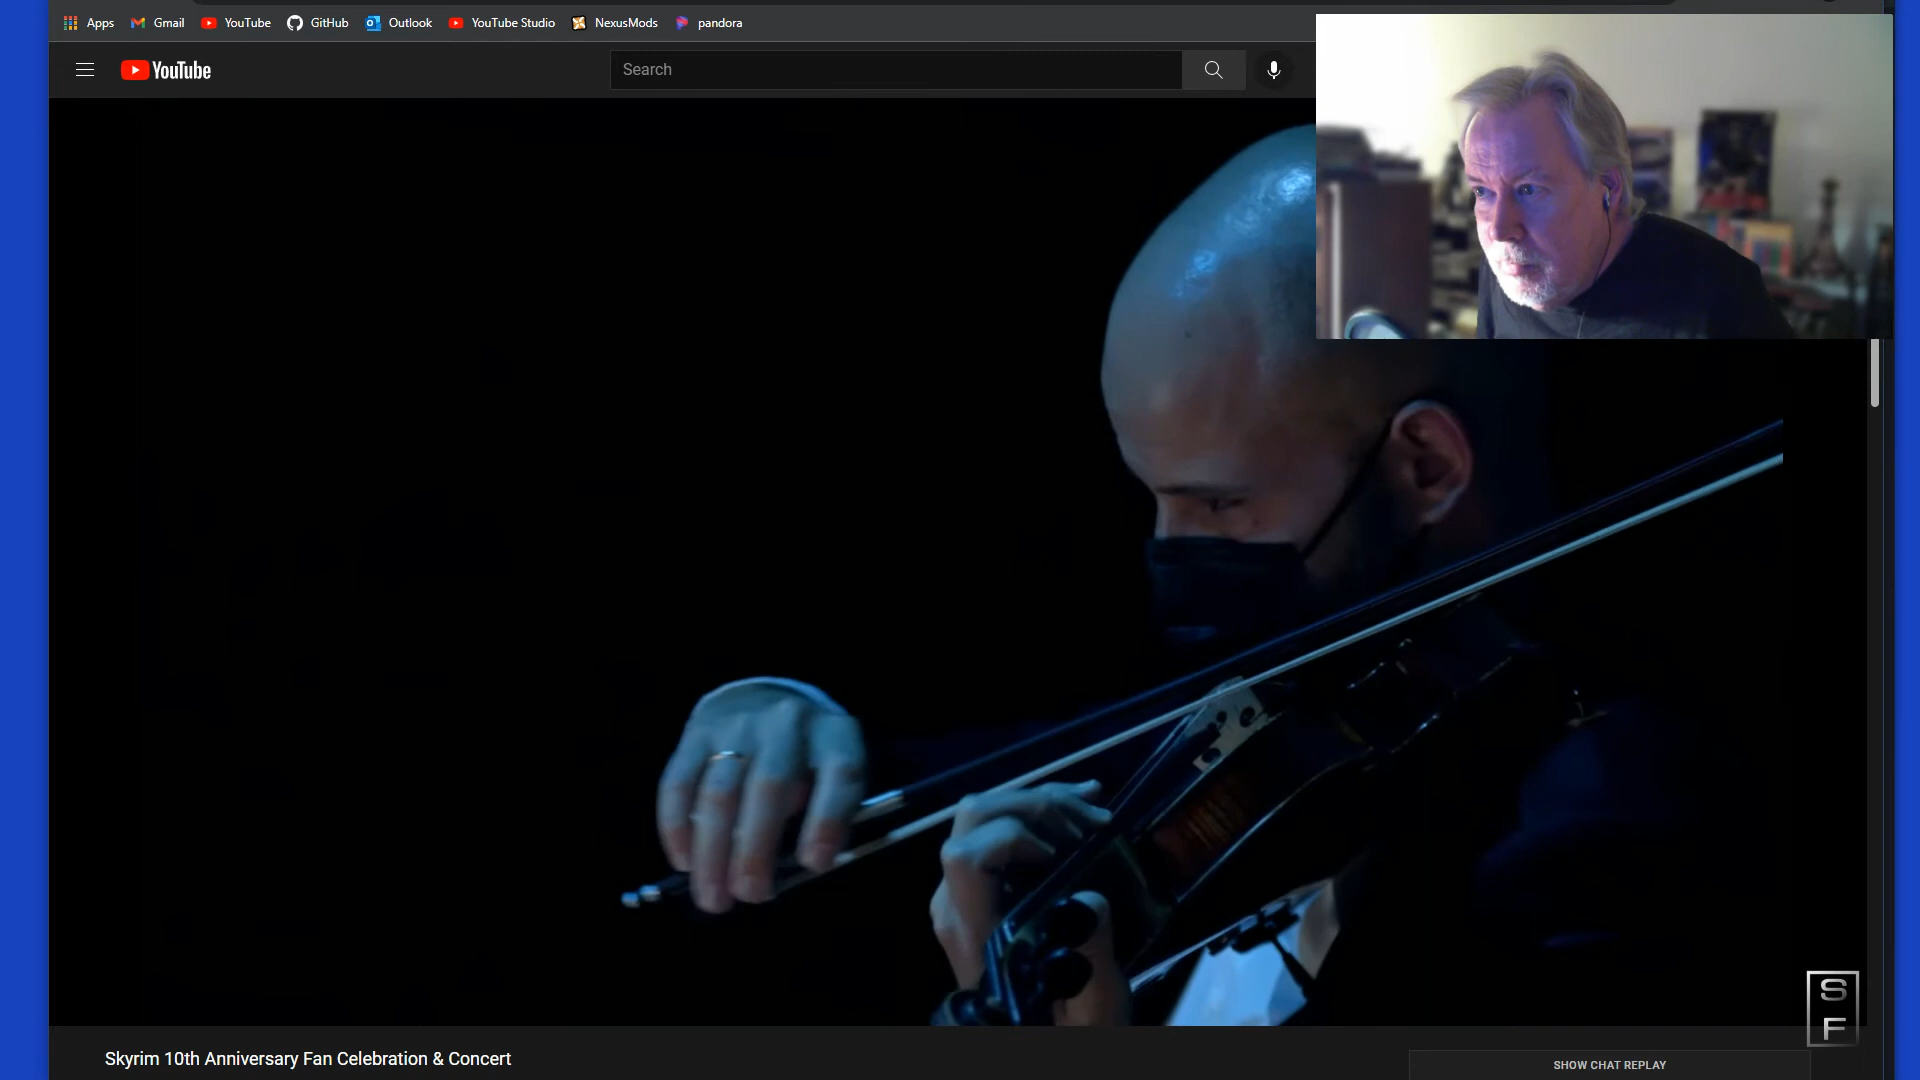 Apps Gmail YouTube GitHub Outlook YouTube Studio NexusMods pandora
YouTube Search
S
F
Skyrim 10th Anniversary Fan Celebration & Concert
SHOW CHAT REPLAY